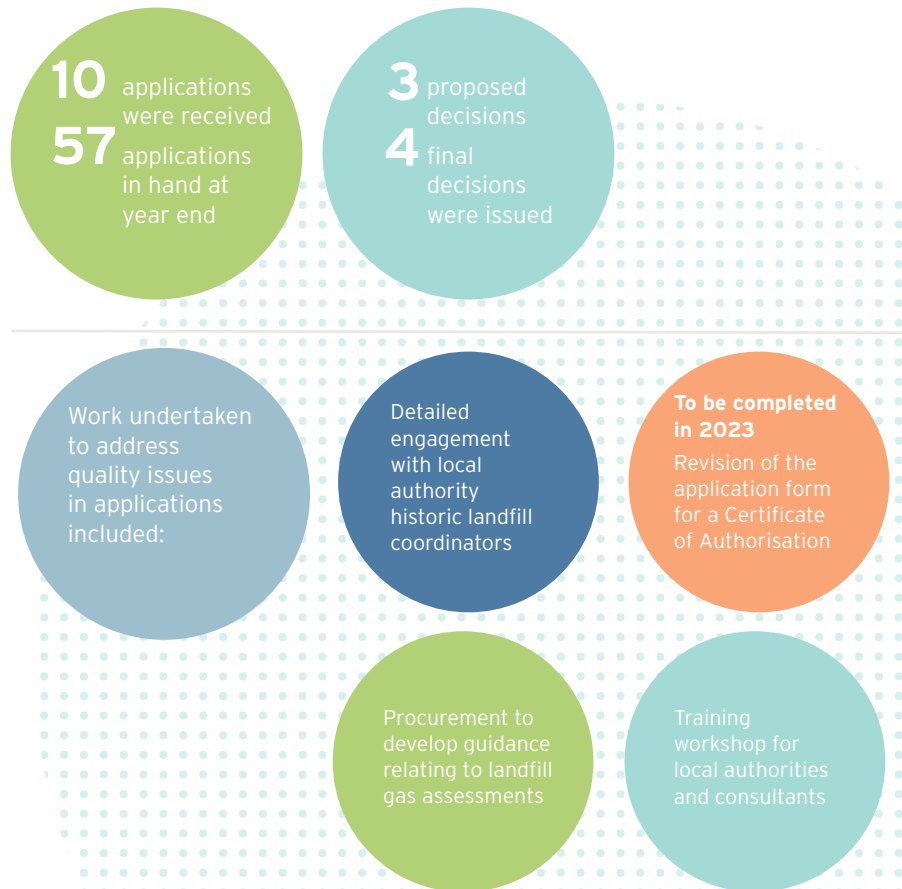 10 applications
were received
57 applications
in hand at
year end
3 proposed
decisions
4 final
decisions
were issued
Work undertaken
to address
quality issues
in applications
included:
Detailed
engagement
with local
authority
historic landfill
coordinators
To be completed
in 2023
Revision of the
application form
for a Certificate
of Authorisation
Procurement to
develop guidance
relating to landfill
gas assessments
Training
workshop for
local authorities
and consultants